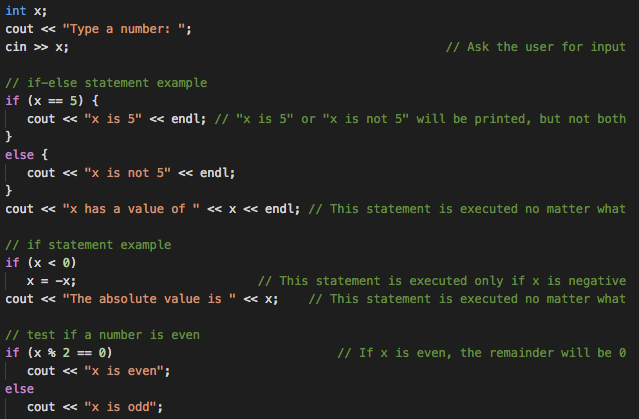 int x;
cout << "Type a number: ";
cin >> x; // Ask the user for input
// if-else statement example
if (x == 5) {
cout << "x is 5" << endl; // "x is 5" or "x is not 5" will be printed, but not both
}
else {
cout << "x is not 5" << endl;
}
cout << "x has a value of " << x << endl; // This statement is executed no matter what
// if statement example
if (x < 0)
x = -x; // This statement is executed only if x is negative
cout << "The absolute value is " << x; // This statement is executed no matter what
// test if a number is even
if (x % 2 == 0) // If x is even, the remainder will be 0
cout << "x is even";
else
cout << "x is odd";